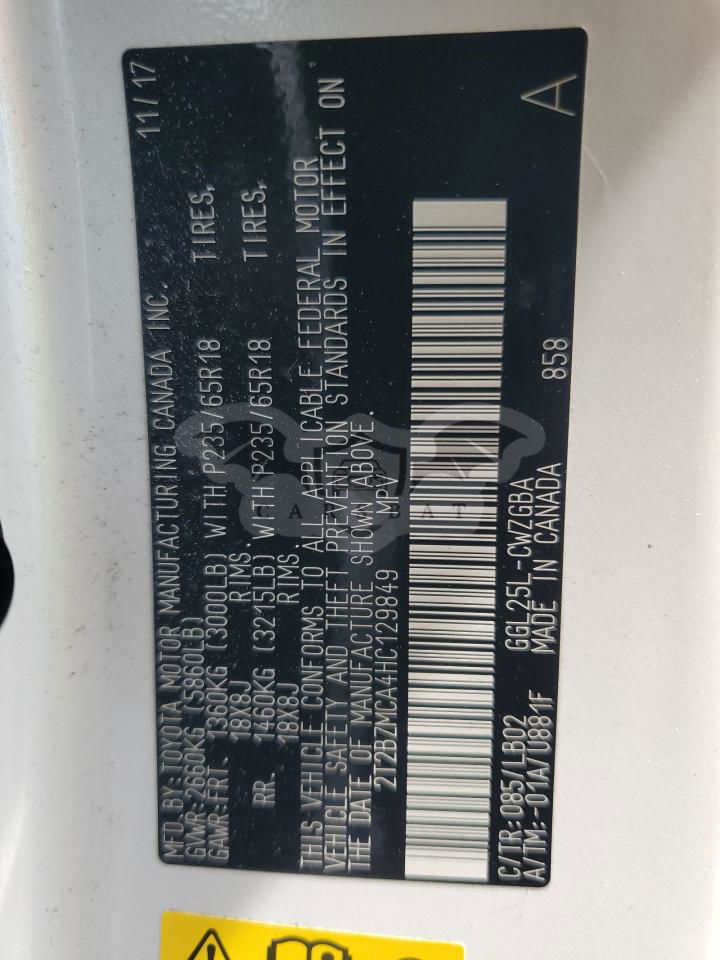 MFD BY: TOYOTA MOTOR MANUFACTURING CANADA INC. 11/17
GVWR: 2660KG (5860LB)
GAWR: FRT. 1360KG (3000LB) WITH P235/65R18 TIRES,
18X8J RIMS.
RR. 1460KG (3215LB) WITH P235/65R18 TIRES,
18X8J RIMS.
THIS VEHICLE CONFORMS TO ALL APPLICABLE FEDERAL MOTOR
VEHICLE SAFETY AND THEFT PREVENTION STANDARDS IN EFFECT ON
THE DATE OF MANUFACTURE SHOWN ABOVE.
2T2BZMCA4HC129849 MPV
C/TR: 085/LB02 GGL25L-CWZGBA
A/TM: -01A/U881F MADE IN CANADA 858 A